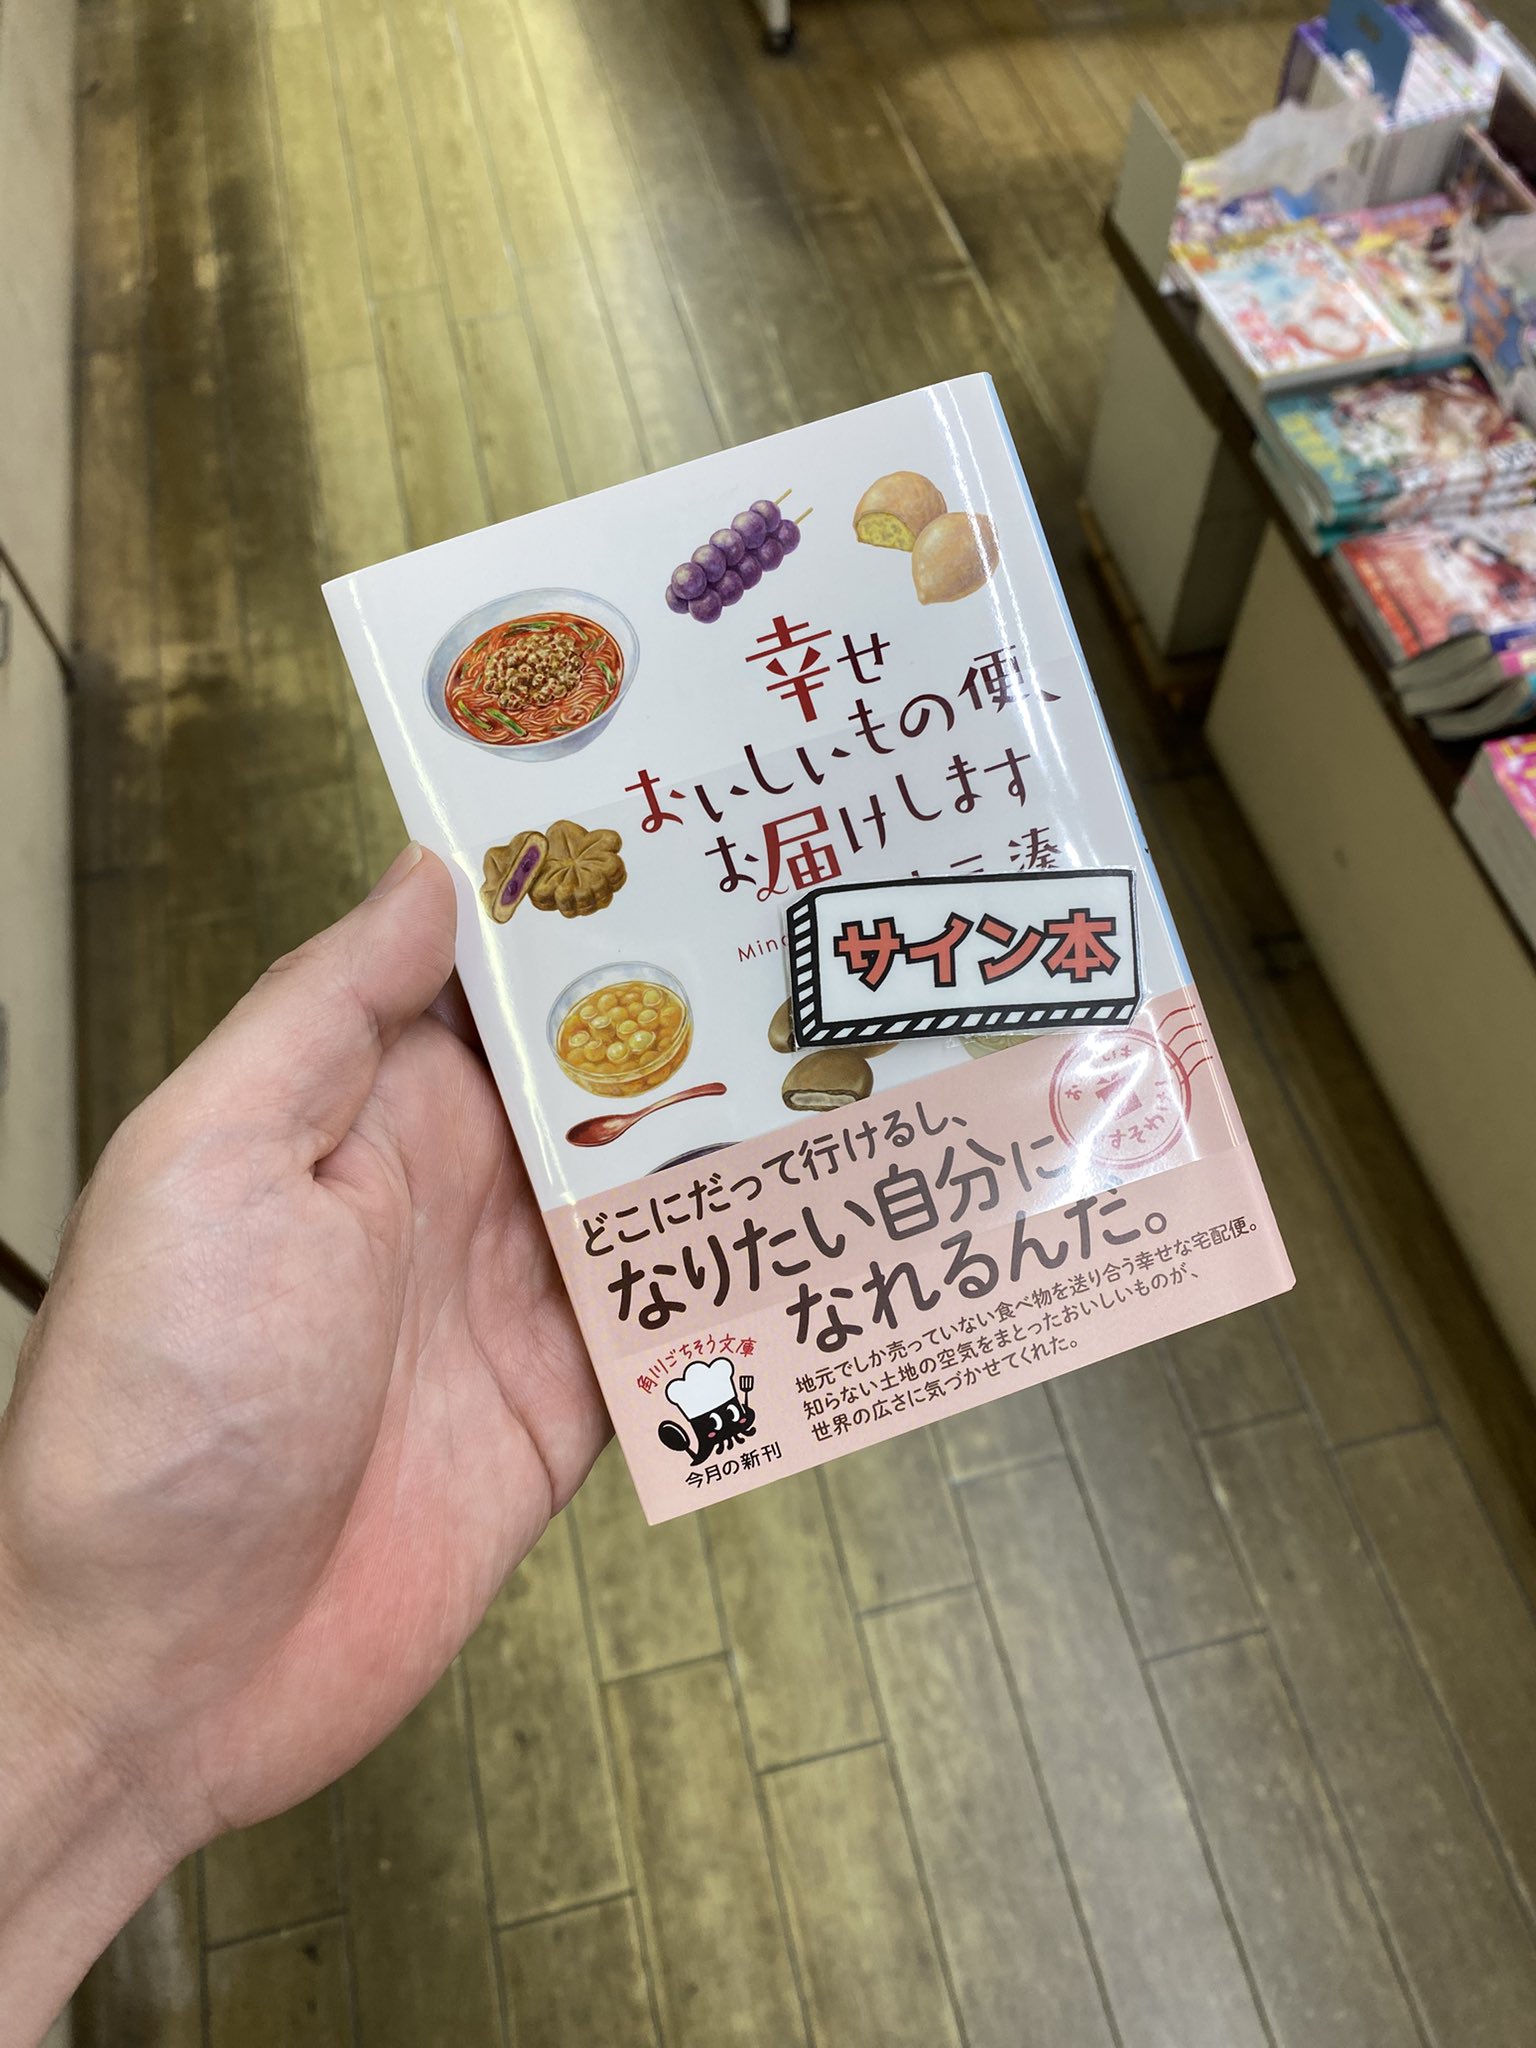 幸せ
おいしいもの便、
お届けします
湊
サイン本
どこにだって行けるし、
なりたい自分に
なれるんだ。
地元でしか売っていない食べ物を送り合う幸せな宅配便。
知らない土地の空気をまとったおいしいものが、
世界の広さに気づかせてくれた。
角川ごちそう文庫
今月の新刊